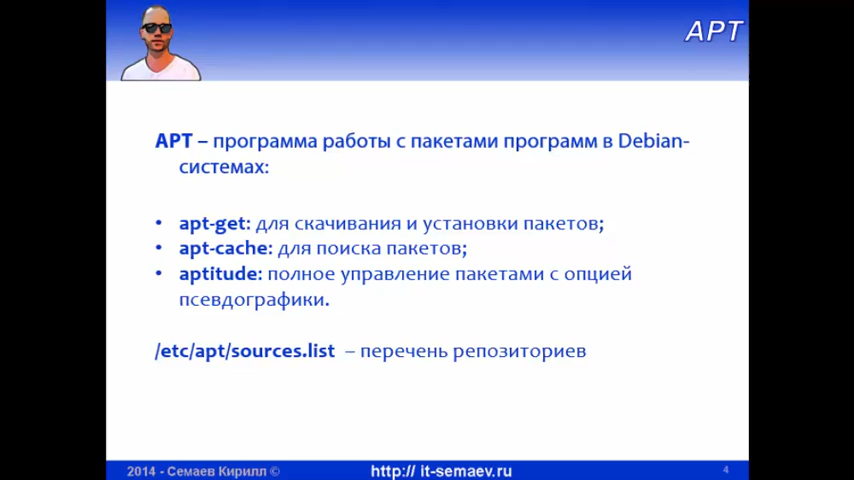 APT
APT – программа работы с пакетами программ в Debian-
системах:
• apt-get: для скачивания и установки пакетов;
• apt-cache: для поиска пакетов;
• aptitude: полное управление пакетами с опцией
псевдографики.
/etc/apt/sources.list – перечень репозиториев
2014 - Семаев Кирилл © http:// it-semaev.ru 4